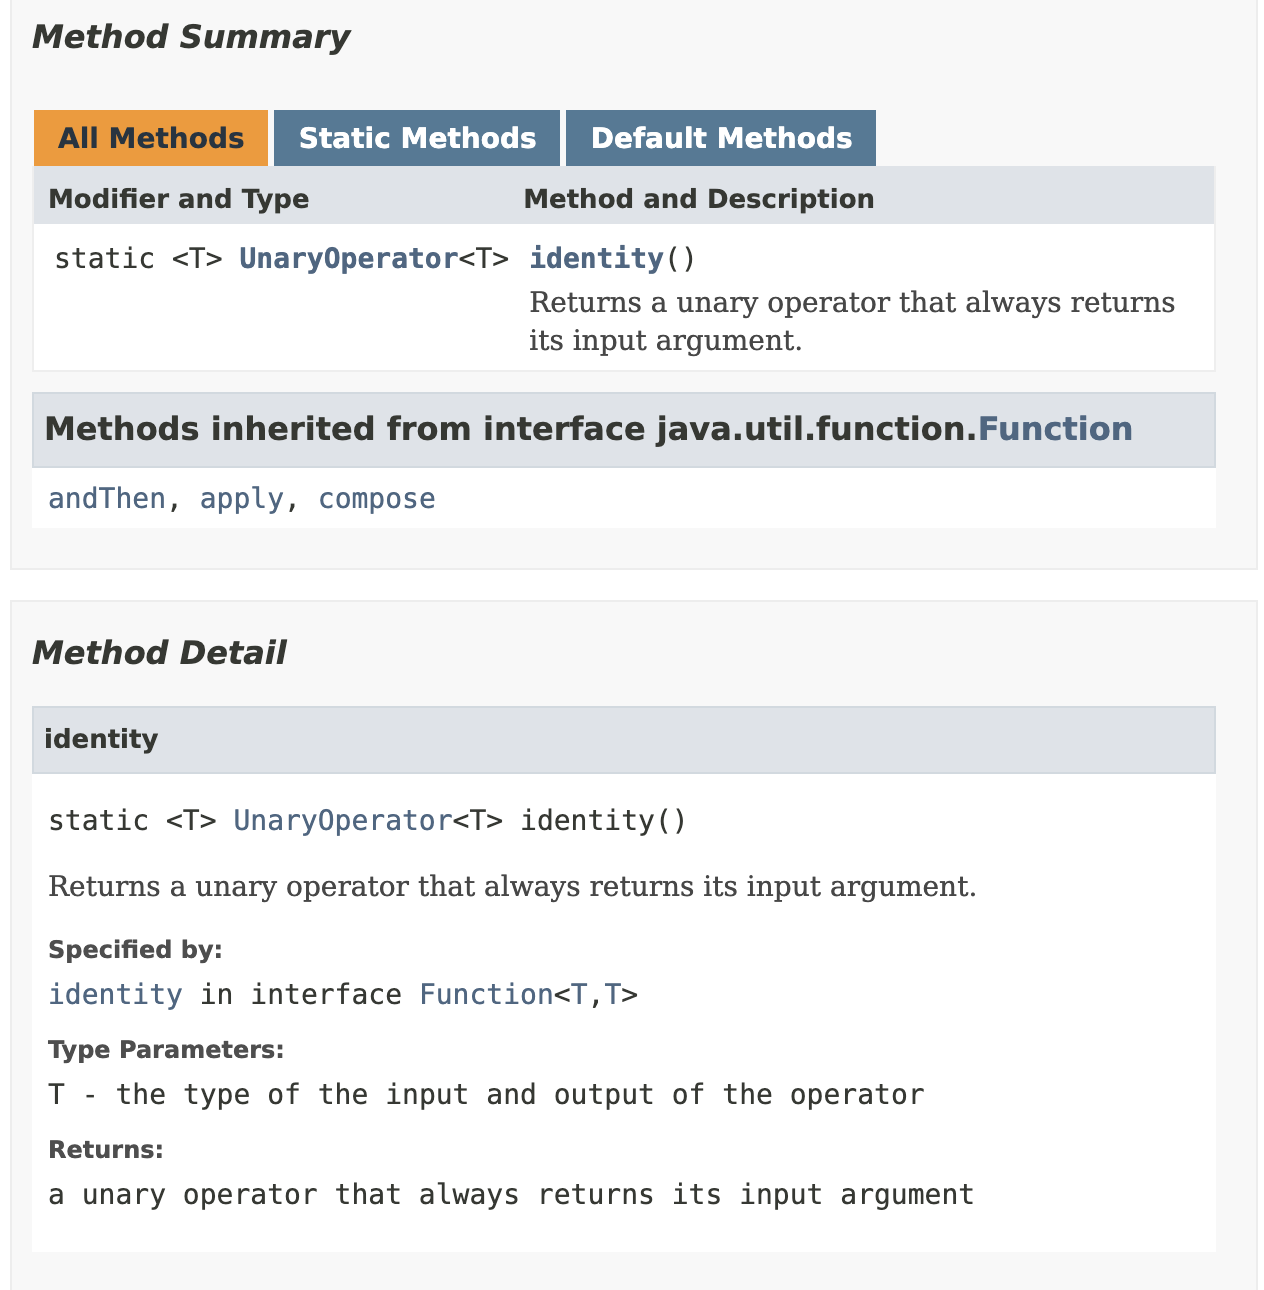 Method Summary
All Methods Static Methods Default Methods
Modifier and Type Method and Description
static <T> UnaryOperator<T> identity()
Returns a unary operator that always returns
its input argument.
Methods inherited from interface java.util.function.Function
andThen, apply, compose
Method Detail
identity
static <T> UnaryOperator<T> identity()
Returns a unary operator that always returns its input argument.
Specified by:
identity in interface Function<T,T>
Type Parameters:
T - the type of the input and output of the operator
Returns:
a unary operator that always returns its input argument